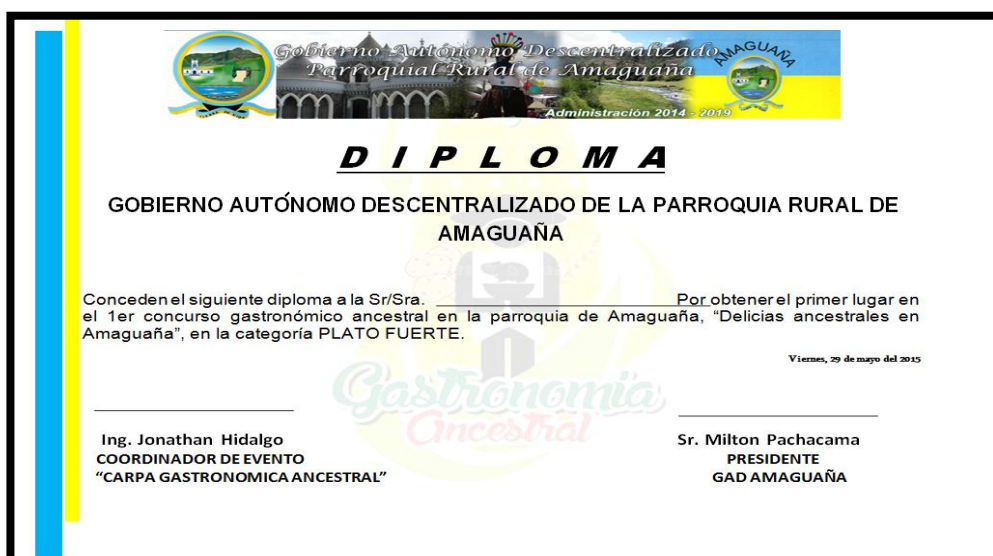 Gobierno Autónomo Descentralizado
Parroquial Rural de Amaguaña
AMAGUAÑA
Administración 2014 - 2019
DIPLOMA
GOBIERNO AUTÓNOMO DESCENTRALIZADO DE LA PARROQUIA RURAL DE
AMAGUAÑA
Conceden el siguiente diploma a la Sr/Sra. Por obtener el primer lugar en
el 1er concurso gastronómico ancestral en la parroquia de Amaguaña, “Delicias ancestrales en
Amaguaña”, en la categoría PLATO FUERTE.
Viernes, 29 de mayo del 2015
Gastronomía
Ancestral
Ing. Jonathan Hidalgo
COORDINADOR DE EVENTO
“CARPA GASTRONOMICA ANCESTRAL”
Sr. Milton Pachacama
PRESIDENTE
GAD AMAGUAÑA